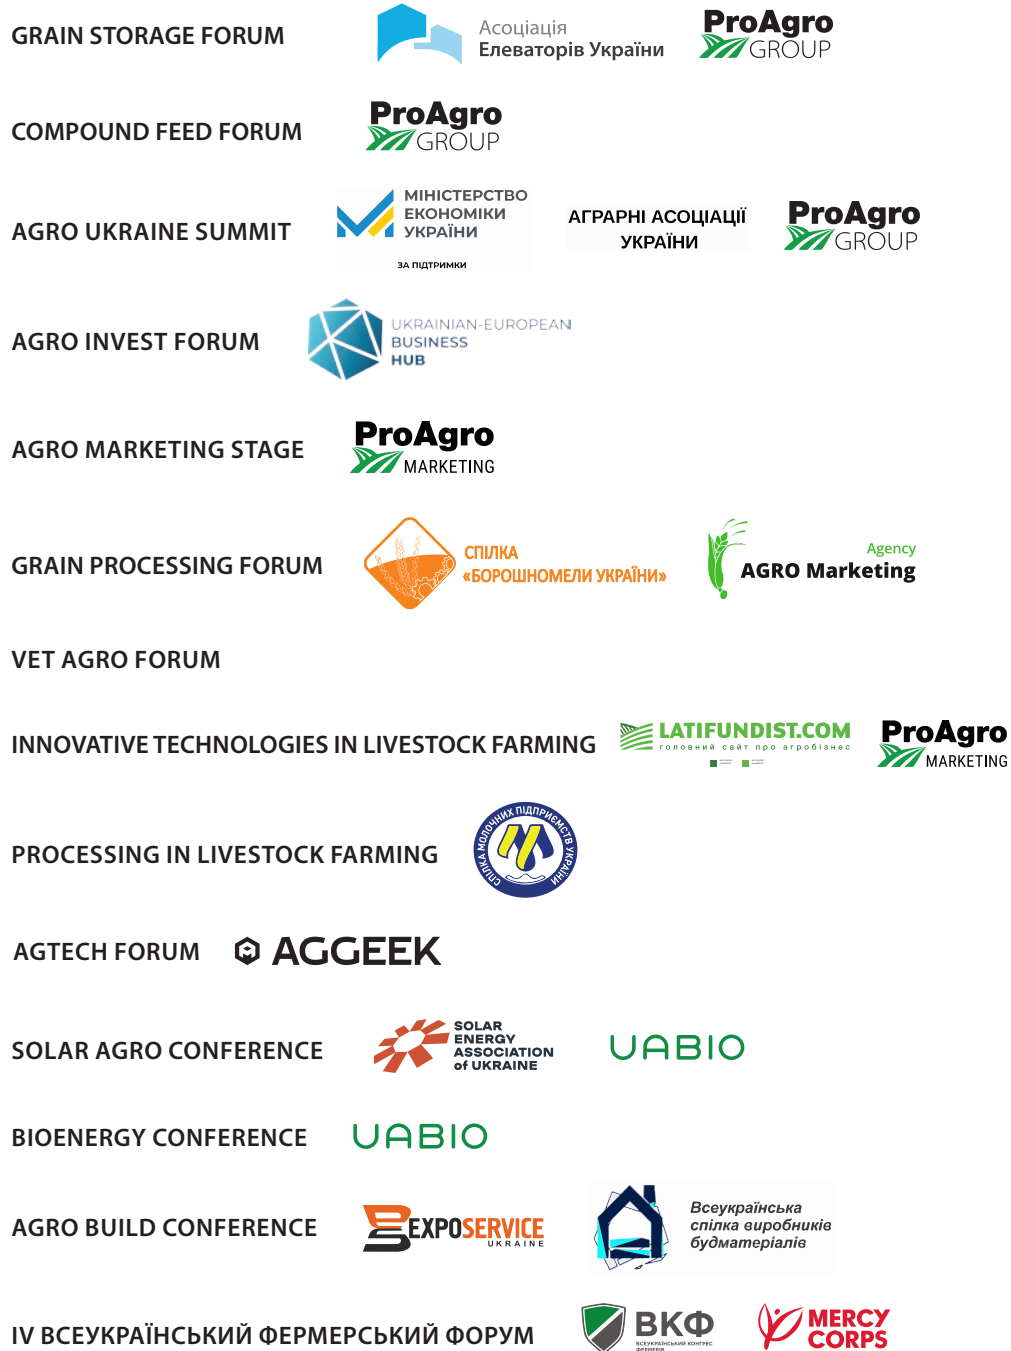 GRAIN STORAGE FORUM
Асоціація
Елеваторів України
ProAgro
GROUP
COMPOUND FEED FORUM
ProAgro
GROUP
AGRO UKRAINE SUMMIT
МІНІСТЕРСТВО
ЕКОНОМІКИ
УКРАЇНИ
ЗА ПІДТРИМКИ
АГРАРНІ АСОЦІАЦІЇ
УКРАЇНИ
ProAgro
GROUP
AGRO INVEST FORUM
UKRAINIAN-EUROPEAN
BUSINESS
HUB
AGRO MARKETING STAGE
ProAgro
MARKETING
GRAIN PROCESSING FORUM
СПІЛКА
«БОРОШНОМЕЛИ УКРАЇНИ»
Agency
AGRO Marketing
VET AGRO FORUM
INNOVATIVE TECHNOLOGIES IN LIVESTOCK FARMING
LATIFUNDIST.COM
головний сайт про агробізнес
ProAgro
MARKETING
PROCESSING IN LIVESTOCK FARMING
СПІЛКА МОЛОЧНИХ ПІДПРИЄМСТВ УКРАЇНИ
AGTECH FORUM
AGGEEK
SOLAR AGRO CONFERENCE
SOLAR
ENERGY
ASSOCIATION
of UKRAINE
UABIO
BIOENERGY CONFERENCE
UABIO
AGRO BUILD CONFERENCE
EXPOSERVICE
UKRAINE
Всеукраїнська
спілка виробників
будматеріалів
IV ВСЕУКРАЇНСЬКИЙ ФЕРМЕРСЬКИЙ ФОРУМ
ВКФ
ВСЕУКРАЇНСЬКИЙ КОНГРЕС
ФЕРМЕРІВ
MERCY
CORPS